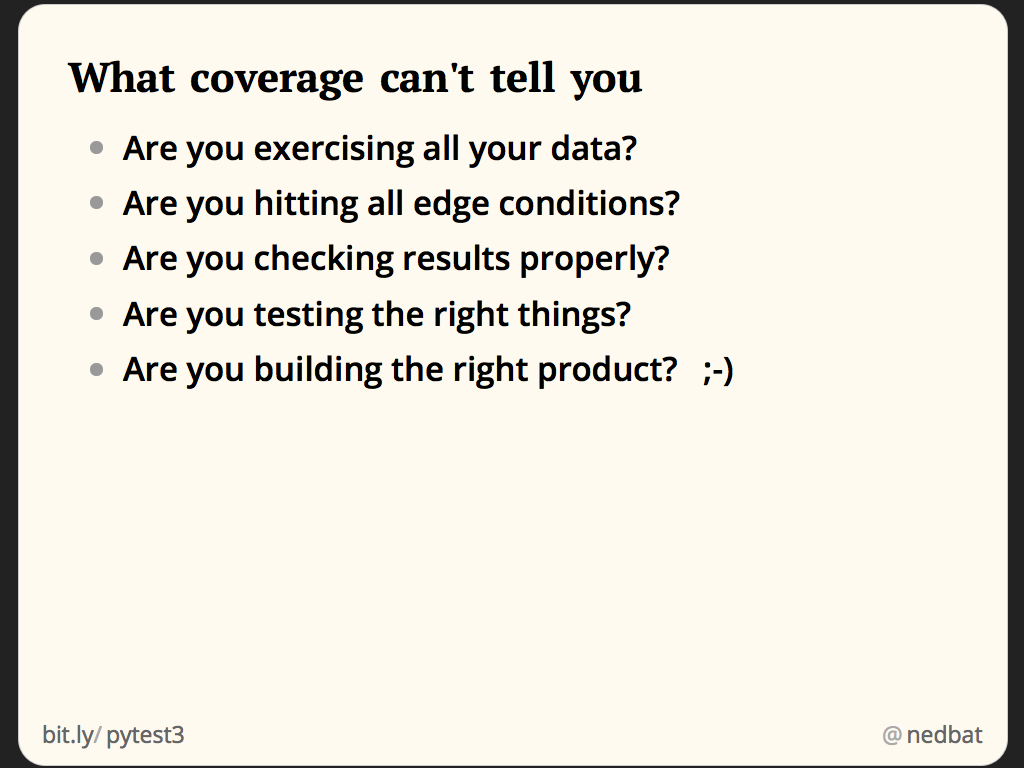 What coverage can't tell you
Are you exercising all your data?
Are you hitting all edge conditions?
Are you checking results properly?
Are you testing the right things?
Are you building the right product? ;-)
bit.ly/pytest3
@nedbat